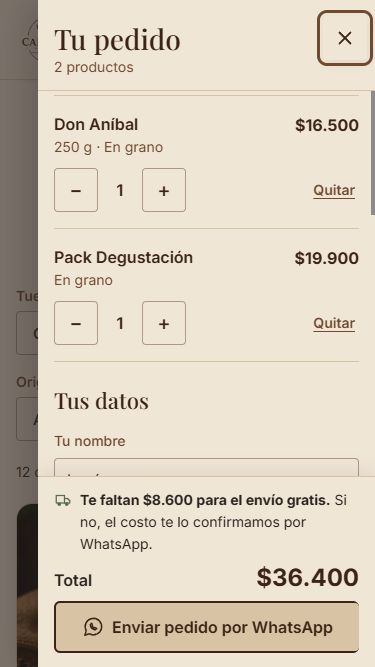 Tu pedido
2 productos
Don Aníbal
$16.500
250 g · En grano
−
1
+
Quitar
Pack Degustación
$19.900
En grano
−
1
+
Quitar
Tus datos
Tu nombre
Te faltan $8.600 para el envío gratis. Si
no, el costo te lo confirmamos por
WhatsApp.
Total
$36.400
Enviar pedido por WhatsApp